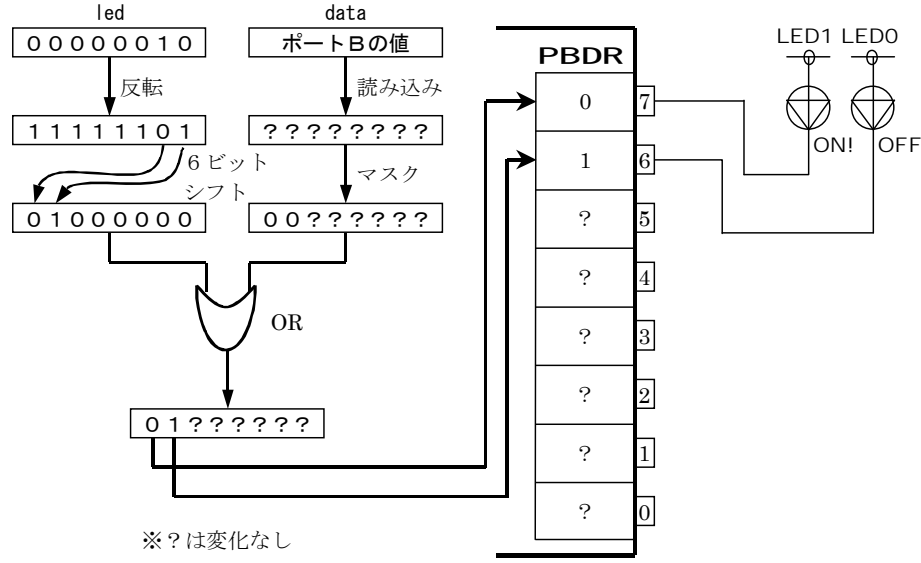 led
00000010
反転
11111101
6ビット
シフト
01000000
data
ポートBの値
読み込み
????????
マスク
00??????
OR
01??????
※?は変化なし
PBDR
0 7
1 6
? 5
? 4
? 3
? 2
? 1
? 0
LED1 LED0
ON! OFF